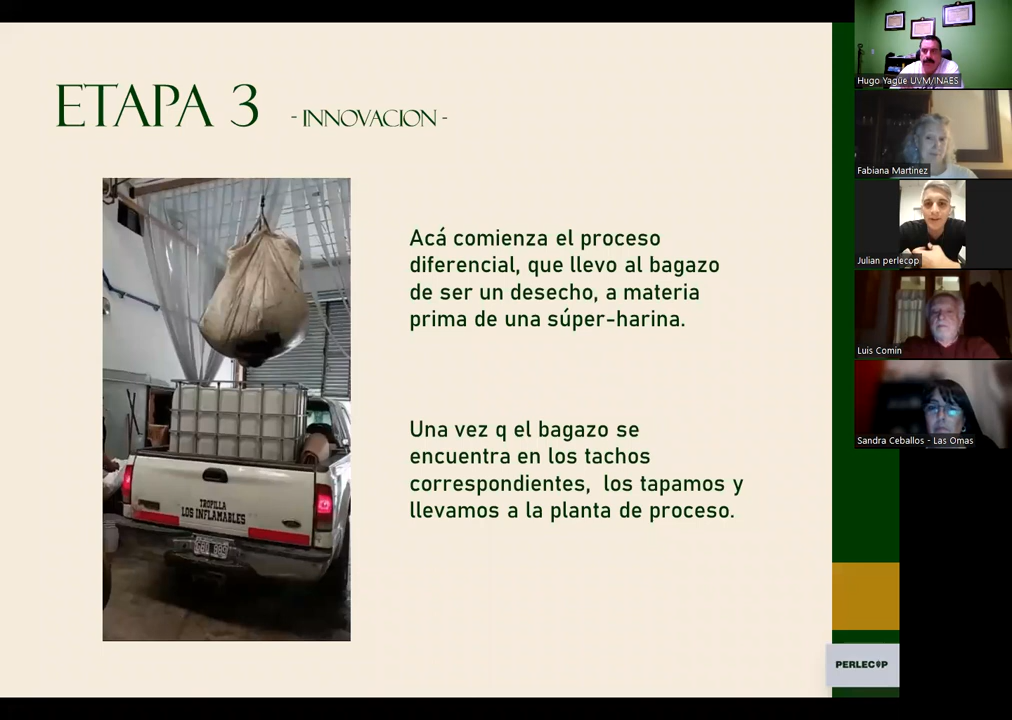 ETAPA 3 - INNOVACION -
Acá comienza el proceso
diferencial, que llevo al bagazo
de ser un desecho, a materia
prima de una súper-harina.
Una vez q el bagazo se
encuentra en los tachos
correspondientes, los tapamos y
llevamos a la planta de proceso.
TROPILLA
LOS INFLAMABLES
PERLECOP
Hugo Yagüe UVM/INAES
Fabiana Martinez
Julian perlecop
Luis Comin
Sandra Ceballos - Las Omas